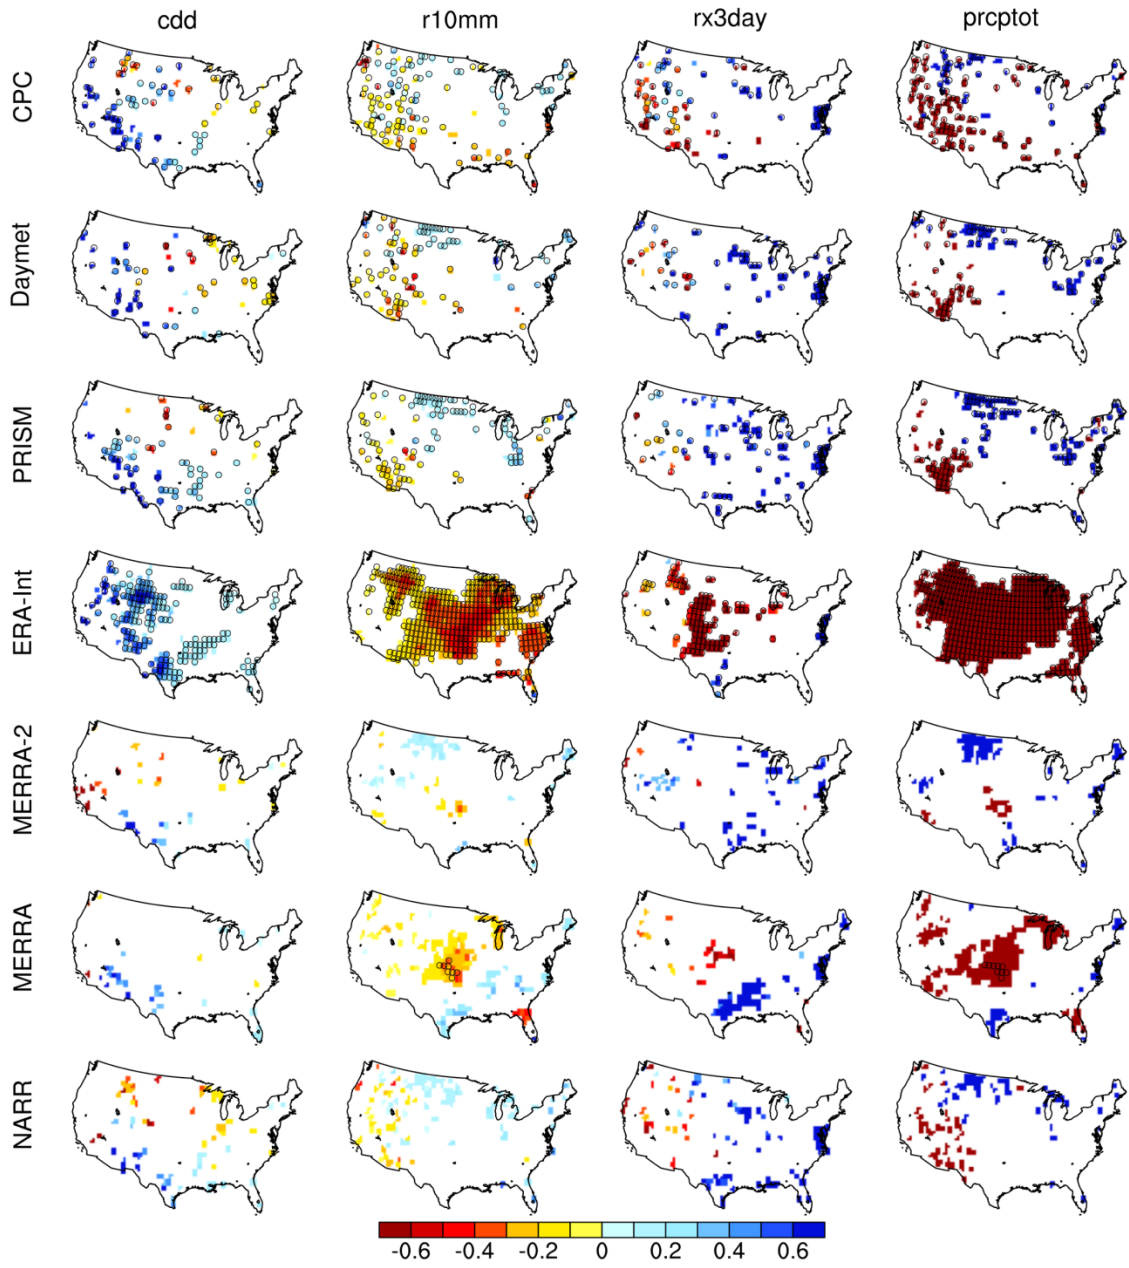 cdd r10mm rx3day prcptot
CPC
Daymet
PRISM
ERA-Int
MERRA-2
MERRA
NARR
-0.6 -0.4 -0.2 0 0.2 0.4 0.6